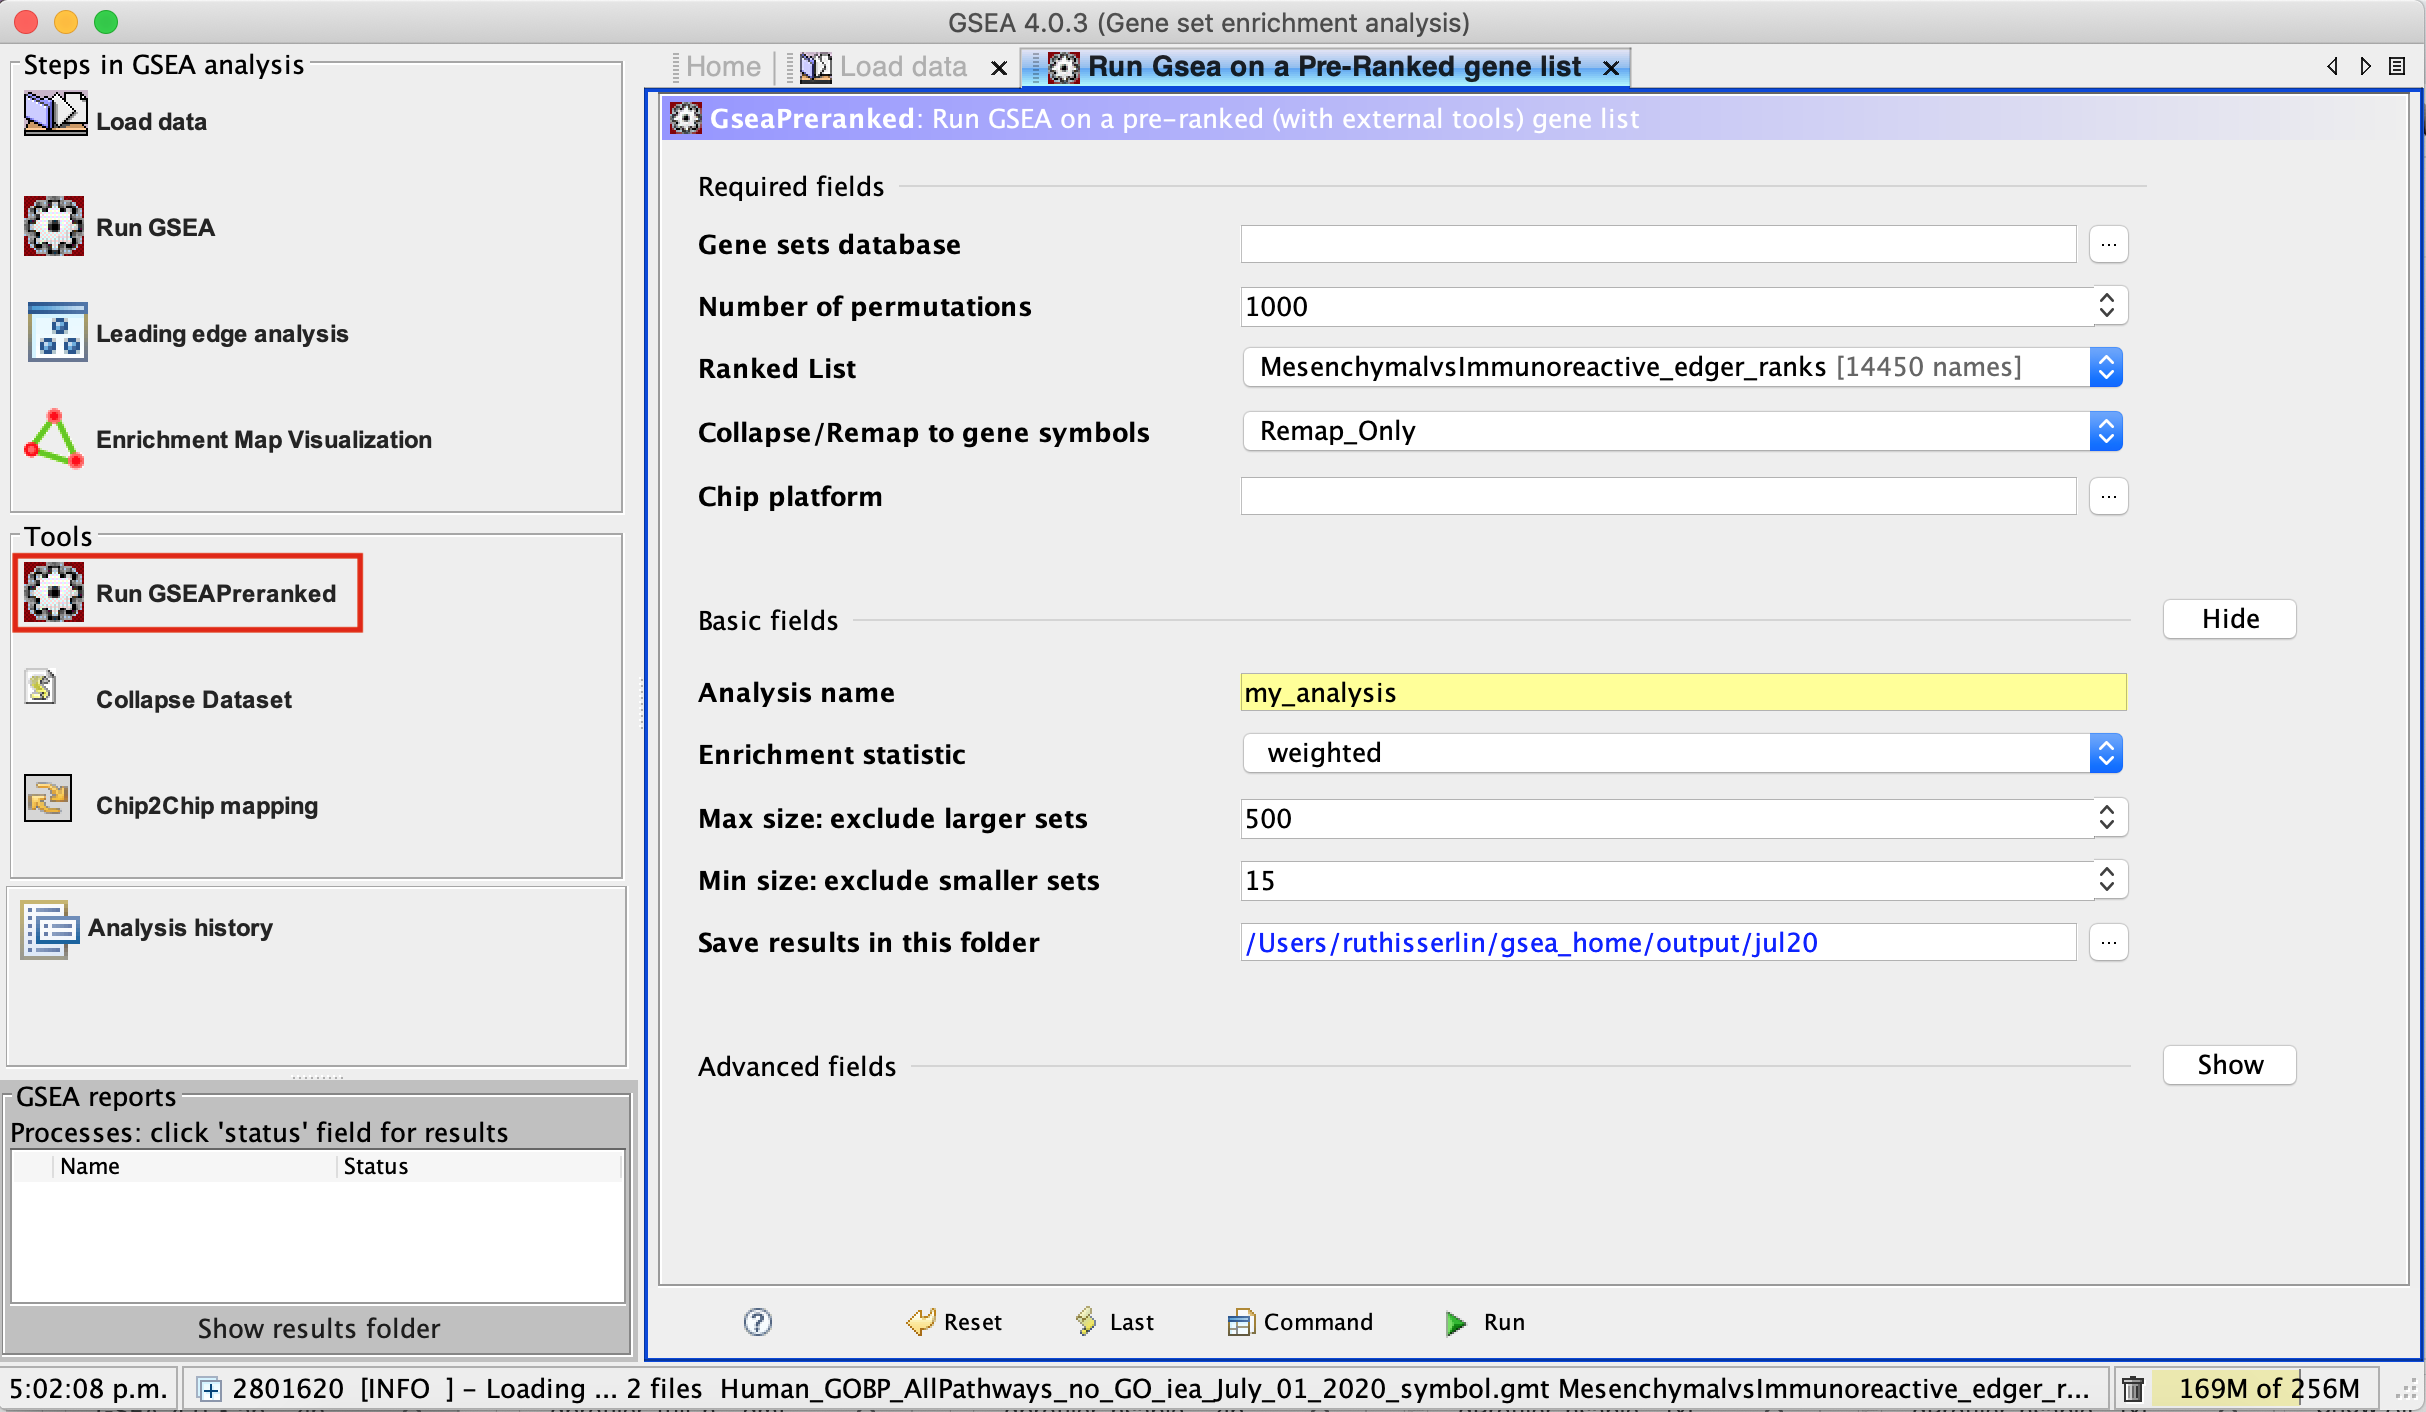 GSEA 4.0.3 (Gene set enrichment analysis)
Steps in GSEA analysis
Load data
Run GSEA
Leading edge analysis
Enrichment Map Visualization
Tools
Run GSEAPreranked
Collapse Dataset
Chip2Chip mapping
Analysis history
GSEA reports
Processes: click 'status' field for results
Name Status
Show results folder
Home Load data × Run Gsea on a Pre-Ranked gene list ×
GseaPreranked: Run GSEA on a pre-ranked (with external tools) gene list
Required fields
Gene sets database ...
Number of permutations 1000
Ranked List MesenchymalvsImmunoreactive_edger_ranks [14450 names]
Collapse/Remap to gene symbols Remap_Only
Chip platform ...
Basic fields Hide
Analysis name my_analysis
Enrichment statistic weighted
Max size: exclude larger sets 500
Min size: exclude smaller sets 15
Save results in this folder /Users/ruthisserlin/gsea_home/output/jul20 ...
Advanced fields Show
? Reset Last Command Run
5:02:08 p.m. 2801620 [INFO ] – Loading ... 2 files Human_GOBP_AllPathways_no_GO_iea_July_01_2020_symbol.gmt MesenchymalvsImmunoreactive_edger_r... 169M of 256M